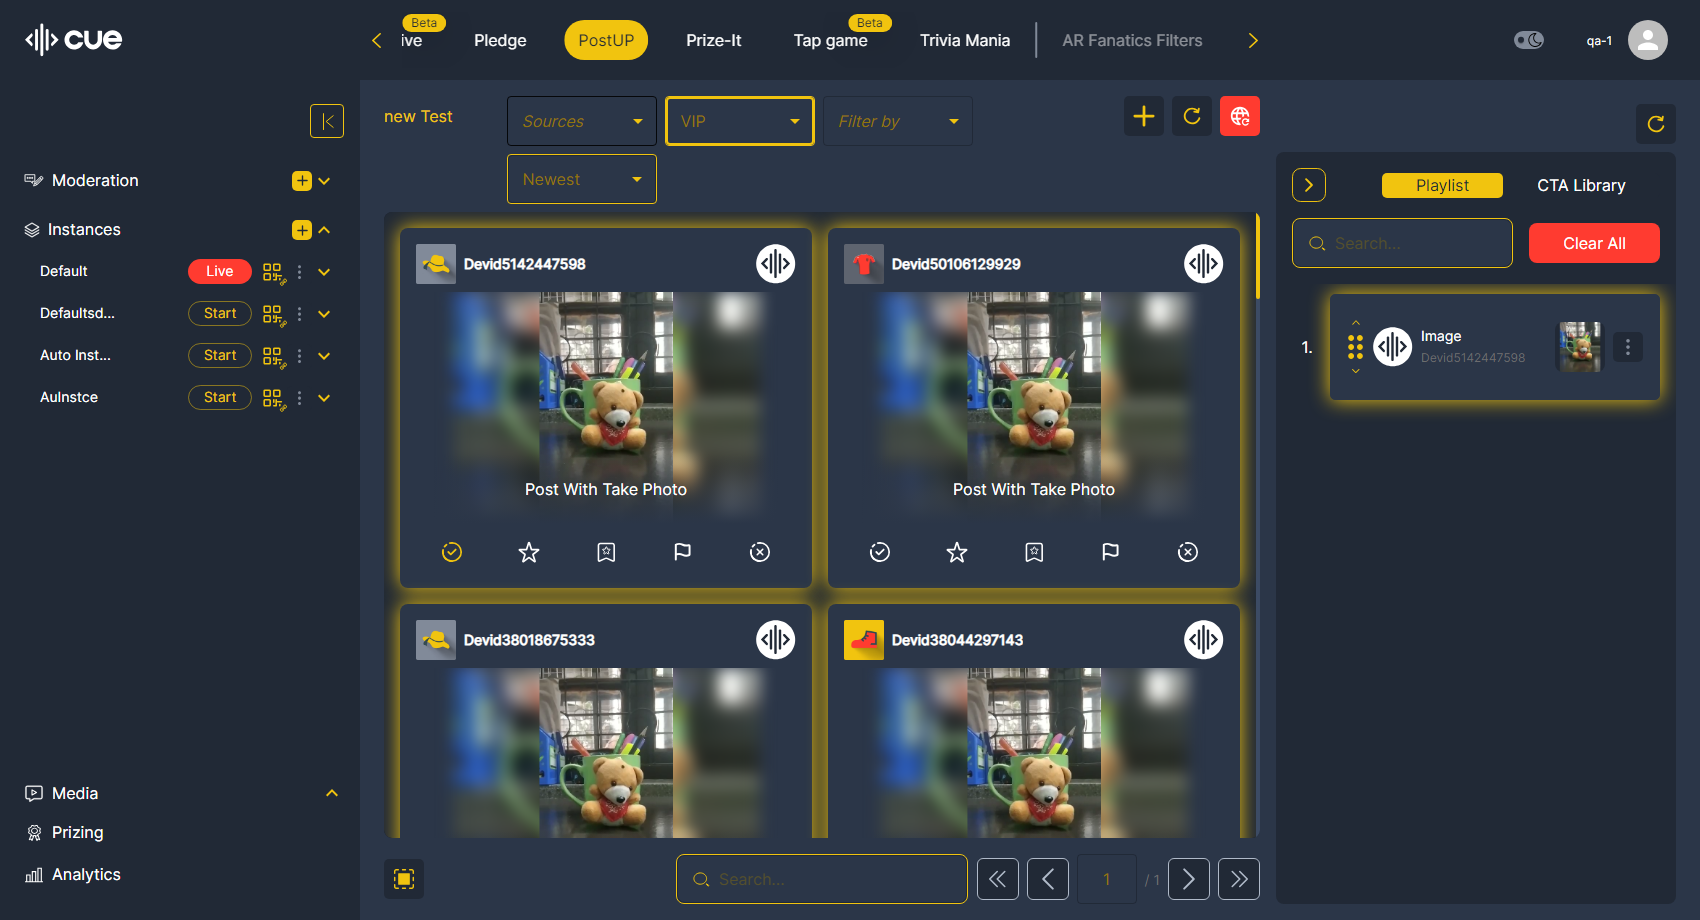 cue
Beta
ive
Pledge
PostUP
Prize-It
Beta
Tap game
Trivia Mania
AR Fanatics Filters
qa-1
Moderation
Instances
Default
Live
Defaultsd...
Start
Auto Inst...
Start
AuInstce
Start
Media
Prizing
Analytics
new Test
Sources
VIP
Filter by
Newest
Devid5142447598
Post With Take Photo
Devid50106129929
Post With Take Photo
Devid38018675333
Devid38044297143
Search...
1
/ 1
Playlist
CTA Library
Search...
Clear All
1.
Image
Devid5142447598